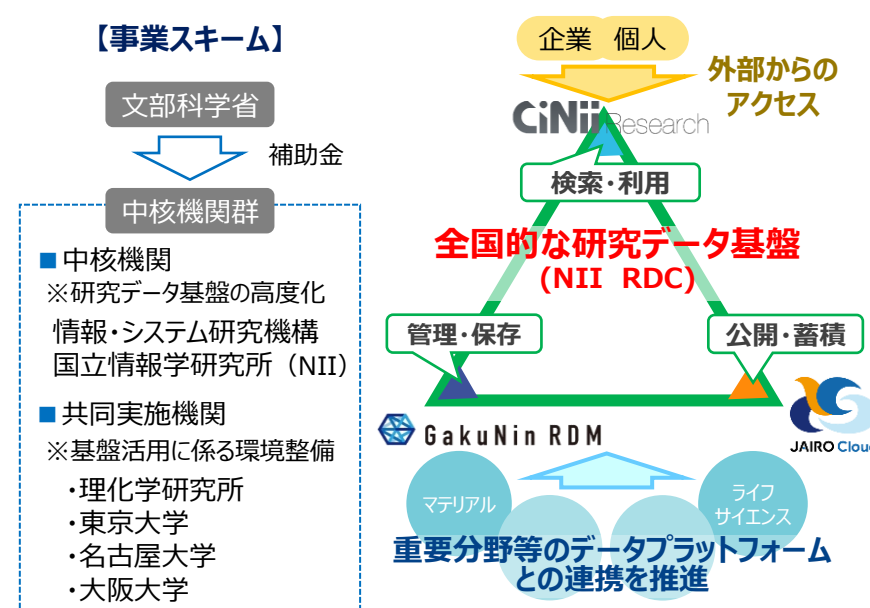 【事業スキーム】
文部科学省
補助金
中核機関群
■中核機関
※研究データ基盤の高度化
情報・システム研究機構
国立情報学研究所（NII）
■共同実施機関
※基盤活用に係る環境整備
・理化学研究所
・東京大学
・名古屋大学
・大阪大学
企業 個人
外部からの
アクセス
CiNii Research
検索・利用
全国的な研究データ基盤
(NII RDC)
管理・保存
公開・蓄積
GakuNin RDM
JAIRO Cloud
マテリアル
ライフ
サイエンス
重要分野等のデータプラットフォーム
との連携を推進